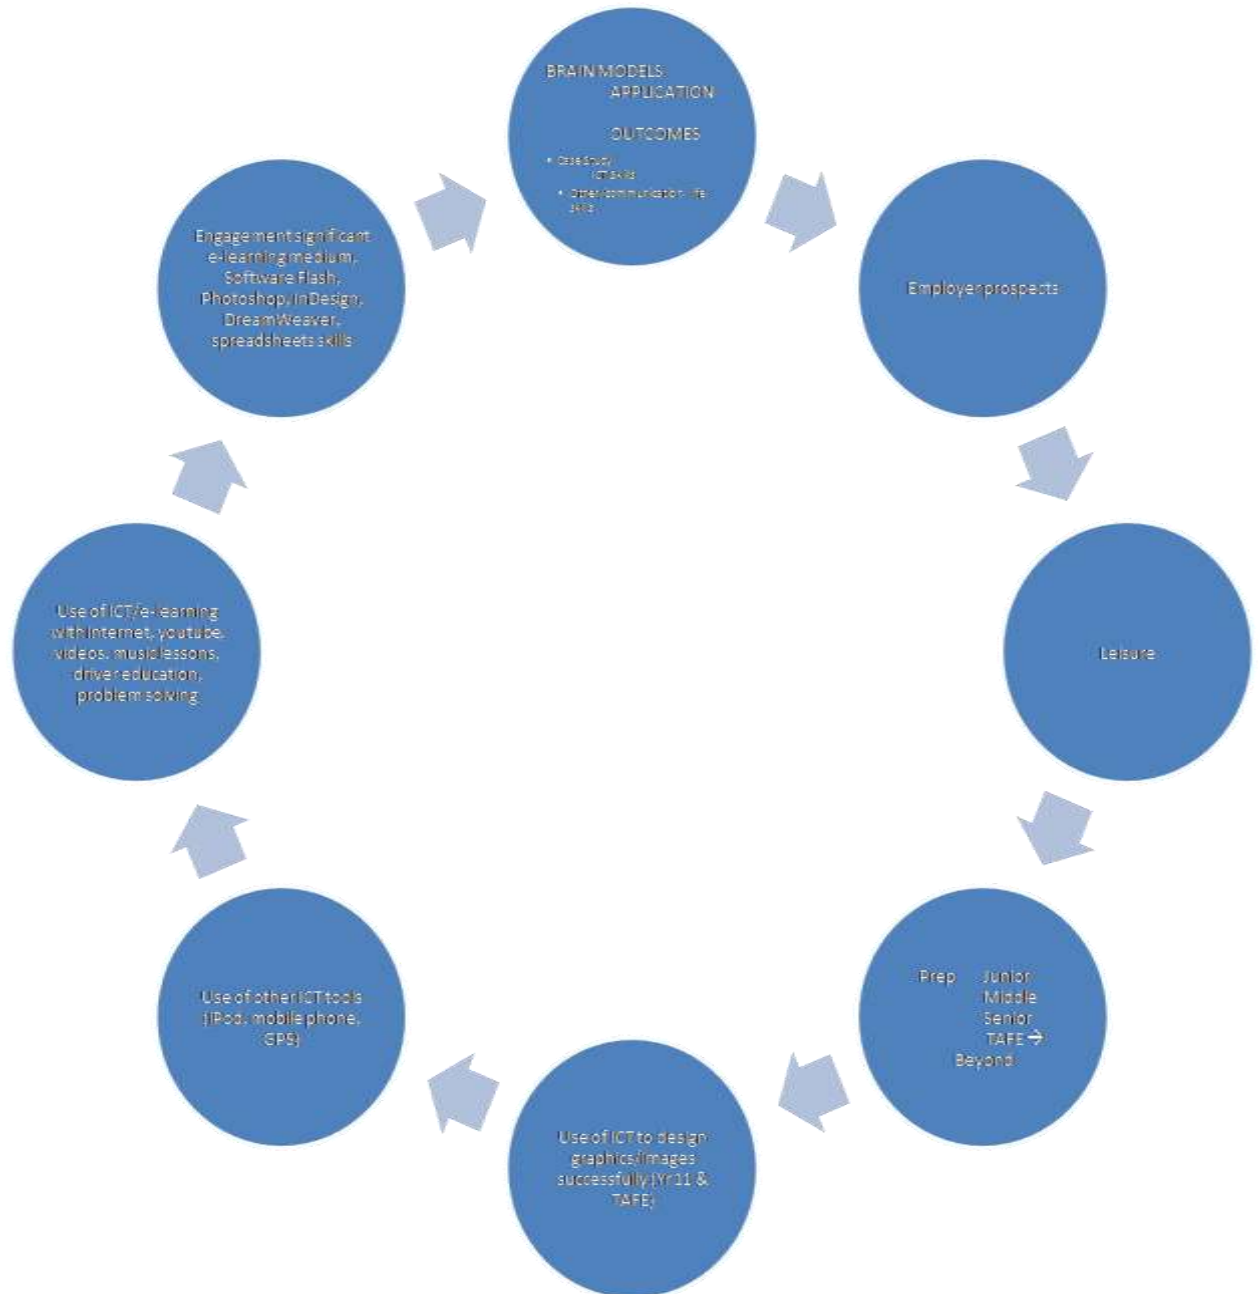 BRAIN MODELS
APPLICATION
OUTCOMES
• Case Study
ICT Skills
• Other/communication life
skills
Employer prospects
Leisure
Prep Junior
Middle
Senior
TAFE →
Beyond
Use of ICT to design
graphics/images
successfully (Yr 11 &
TAFE)
Use of other ICT tools
(iPod, mobile phone,
GPS)
Use of ICT/e-learning
with Internet, youtube,
videos, music lessons,
driver education,
problem solving
Engagement significant
e-learning medium,
Software Flash,
Photoshop, InDesign,
DreamWeaver,
spreadsheets skills